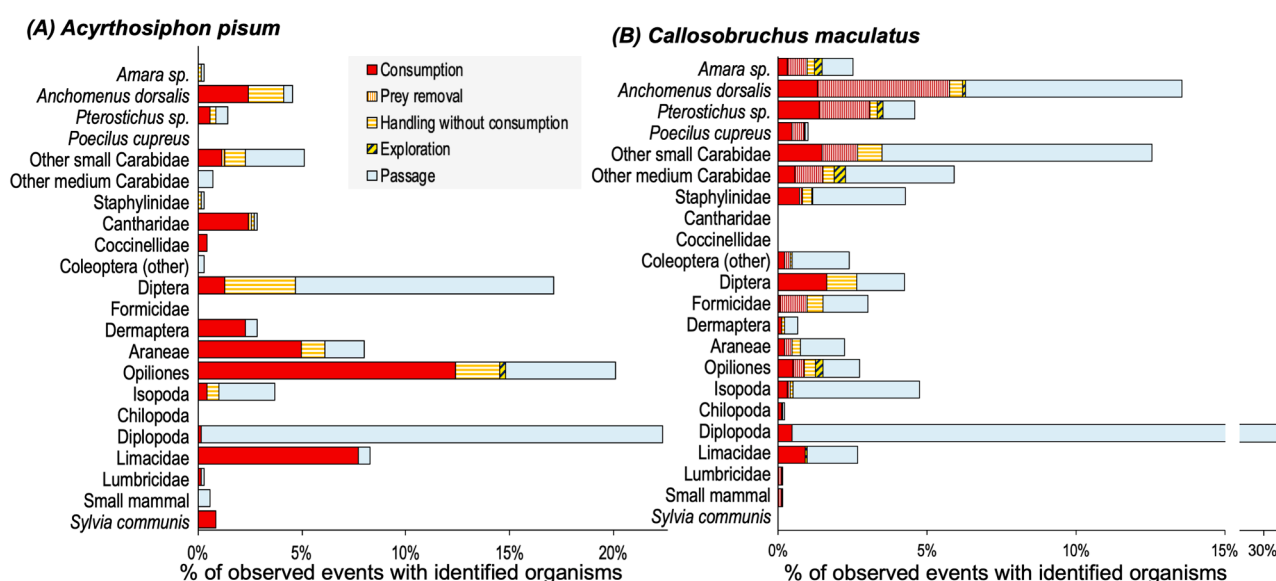 (A) Acyrthosiphon pisum
Amara sp.
Anchomenus dorsalis
Pterostichus sp.
Poecilus cupreus
Other small Carabidae
Other medium Carabidae
Staphylinidae
Cantharidae
Coccinellidae
Coleoptera (other)
Diptera
Formicidae
Dermaptera
Araneae
Opiliones
Isopoda
Chilopoda
Diplopoda
Limacidae
Lumbricidae
Small mammal
Sylvia communis
0% 5% 10% 15% 20%
% of observed events with identified organisms
Consumption
Prey removal
Handling without consumption
Exploration
Passage
(B) Callosobruchus maculatus
Amara sp.
Anchomenus dorsalis
Pterostichus sp.
Poecilus cupreus
Other small Carabidae
Other medium Carabidae
Staphylinidae
Cantharidae
Coccinellidae
Coleoptera (other)
Diptera
Formicidae
Dermaptera
Araneae
Opiliones
Isopoda
Chilopoda
Diplopoda
Limacidae
Lumbricidae
Small mammal
Sylvia communis
0% 5% 10% 15% 30%
% of observed events with identified organisms